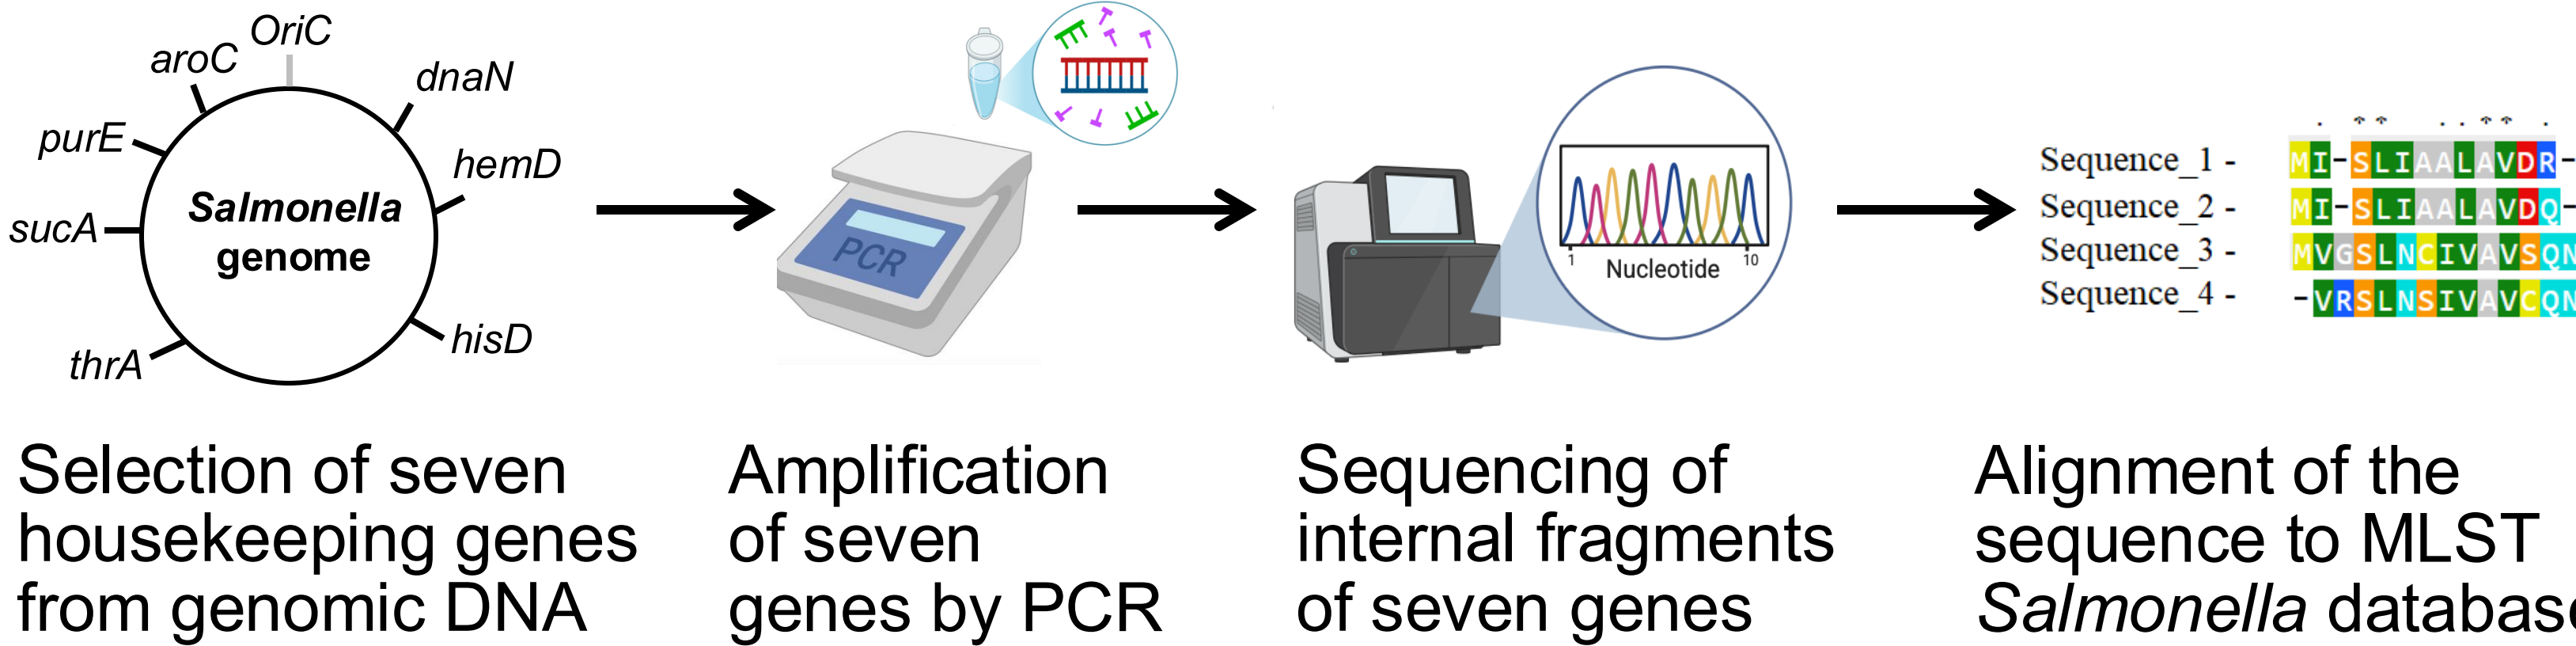 OriC
aroC
dnaN
purE
hemD
sucA
Salmonella
genome
thrA
hisD
PCR
1
10
Nucleotide
. * * . . * * .
Sequence_1 - MI-SLIAALAVDR-
Sequence_2 - MI-SLIAALAVDQ-
Sequence_3 - MVGSLNCIVAVSQN
Sequence_4 - -VRSLNSIVAVCQN
Selection of seven
housekeeping genes
from genomic DNA
Amplification
of seven
genes by PCR
Sequencing of
internal fragments
of seven genes
Alignment of the
sequence to MLST
Salmonella database